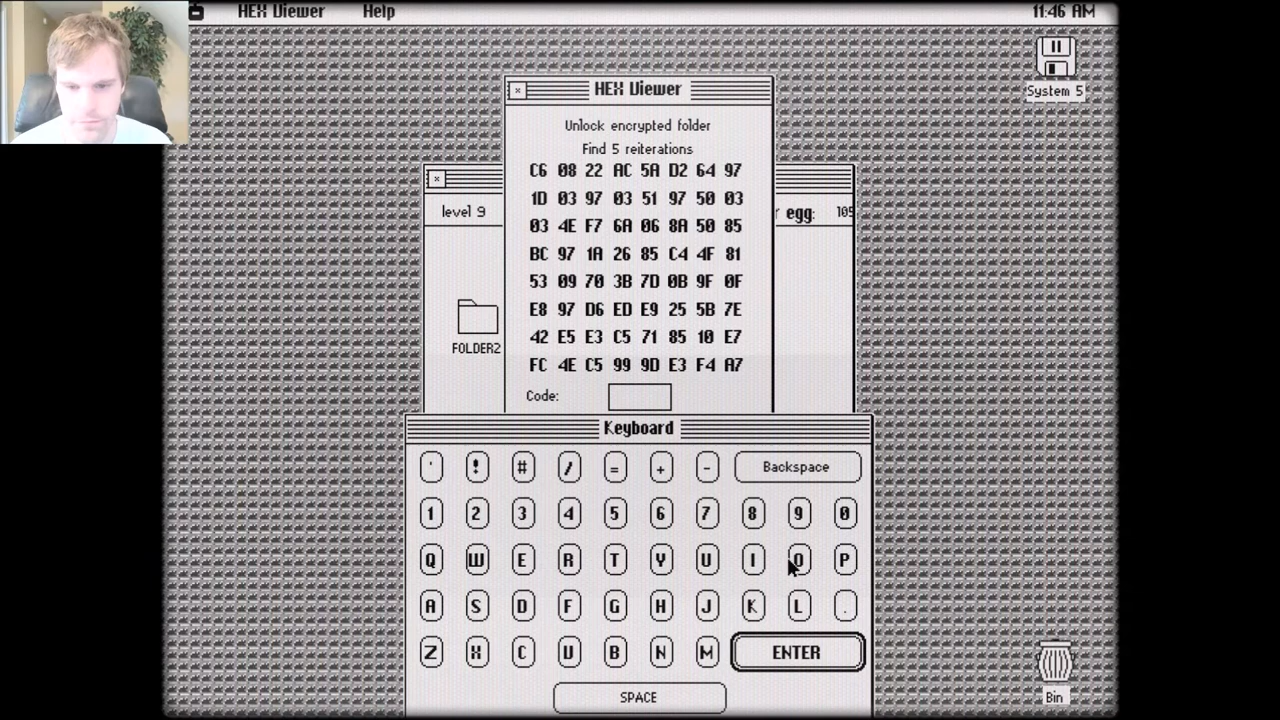 HEX Viewer Help 11:46 AM
System 5
HEX Viewer
Unlock encrypted folder
Find 5 reiterations
C6 08 22 AC 5A D2 64 97
1D 03 97 03 51 97 50 03
03 4E F7 6A 06 8A 50 85
BC 97 1A 26 85 C4 4F 81
53 09 70 3B 7D 0B 9F 0F
E8 97 D6 ED E9 25 5B 7E
42 E5 E3 C5 71 85 10 E7
FC 4E C5 99 9D E3 F4 A7
Code:
level 9
r egg: 105
FOLDER2
Keyboard
' ! # / = + - Backspace
1 2 3 4 5 6 7 8 9 0
Q W E R T Y U I O P
A S D F G H J K L .
Z X C V B N M ENTER
SPACE
Bin